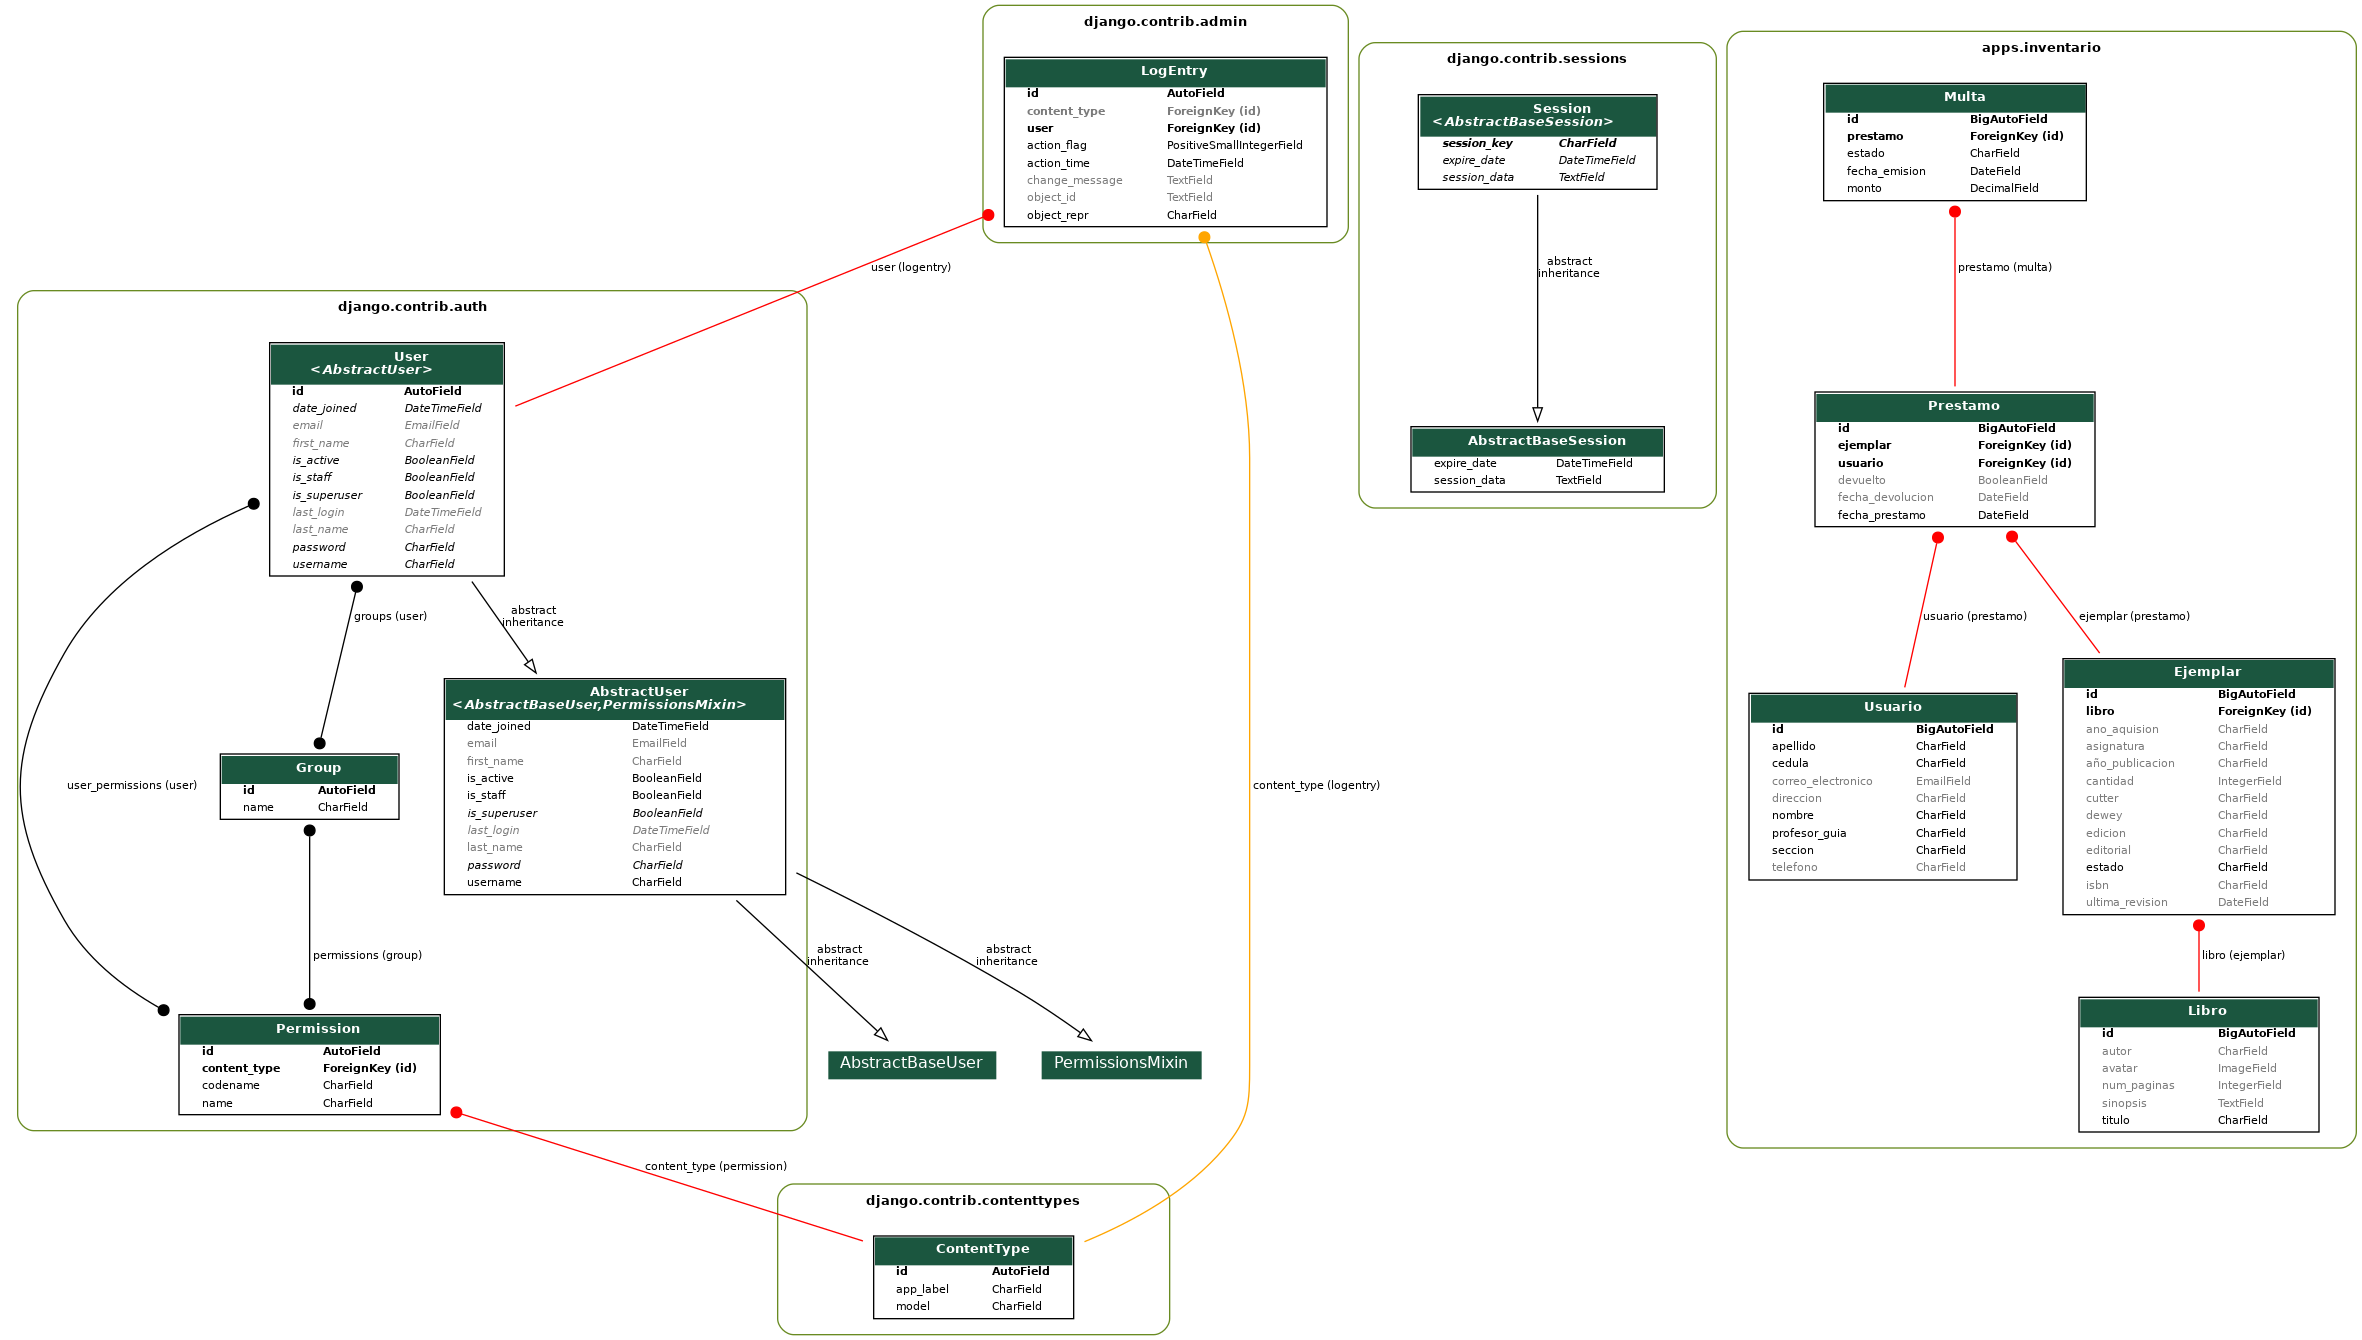 django.contrib.admin
LogEntry
id AutoField
content_type ForeignKey (id)
user ForeignKey (id)
action_flag PositiveSmallIntegerField
action_time DateTimeField
change_message TextField
object_id TextField
object_repr CharField
user (logentry)
content_type (logentry)
django.contrib.sessions
Session
<AbstractBaseSession>
session_key CharField
expire_date DateTimeField
session_data TextField
abstract
inheritance
AbstractBaseSession
expire_date DateTimeField
session_data TextField
apps.inventario
Multa
id BigAutoField
prestamo ForeignKey (id)
estado CharField
fecha_emision DateField
monto DecimalField
prestamo (multa)
Prestamo
id BigAutoField
ejemplar ForeignKey (id)
usuario ForeignKey (id)
devuelto BooleanField
fecha_devolucion DateField
fecha_prestamo DateField
usuario (prestamo)
ejemplar (prestamo)
Usuario
id BigAutoField
apellido CharField
cedula CharField
correo_electronico EmailField
direccion CharField
nombre CharField
profesor_guia CharField
seccion CharField
telefono CharField
Ejemplar
id BigAutoField
libro ForeignKey (id)
ano_aquision CharField
asignatura CharField
año_publicacion CharField
cantidad IntegerField
cutter CharField
dewey CharField
edicion CharField
editorial CharField
estado CharField
isbn CharField
ultima_revision DateField
libro (ejemplar)
Libro
id BigAutoField
autor CharField
avatar ImageField
num_paginas IntegerField
sinopsis TextField
titulo CharField
django.contrib.auth
User
<AbstractUser>
id AutoField
date_joined DateTimeField
email EmailField
first_name CharField
is_active BooleanField
is_staff BooleanField
is_superuser BooleanField
last_login DateTimeField
last_name CharField
password CharField
username CharField
groups (user)
abstract
inheritance
user_permissions (user)
Group
id AutoField
name CharField
AbstractUser
<AbstractBaseUser,PermissionsMixin>
date_joined DateTimeField
email EmailField
first_name CharField
is_active BooleanField
is_staff BooleanField
is_superuser BooleanField
last_login DateTimeField
last_name CharField
password CharField
username CharField
permissions (group)
abstract
inheritance
abstract
inheritance
Permission
id AutoField
content_type ForeignKey (id)
codename CharField
name CharField
AbstractBaseUser
PermissionsMixin
content_type (permission)
django.contrib.contenttypes
ContentType
id AutoField
app_label CharField
model CharField